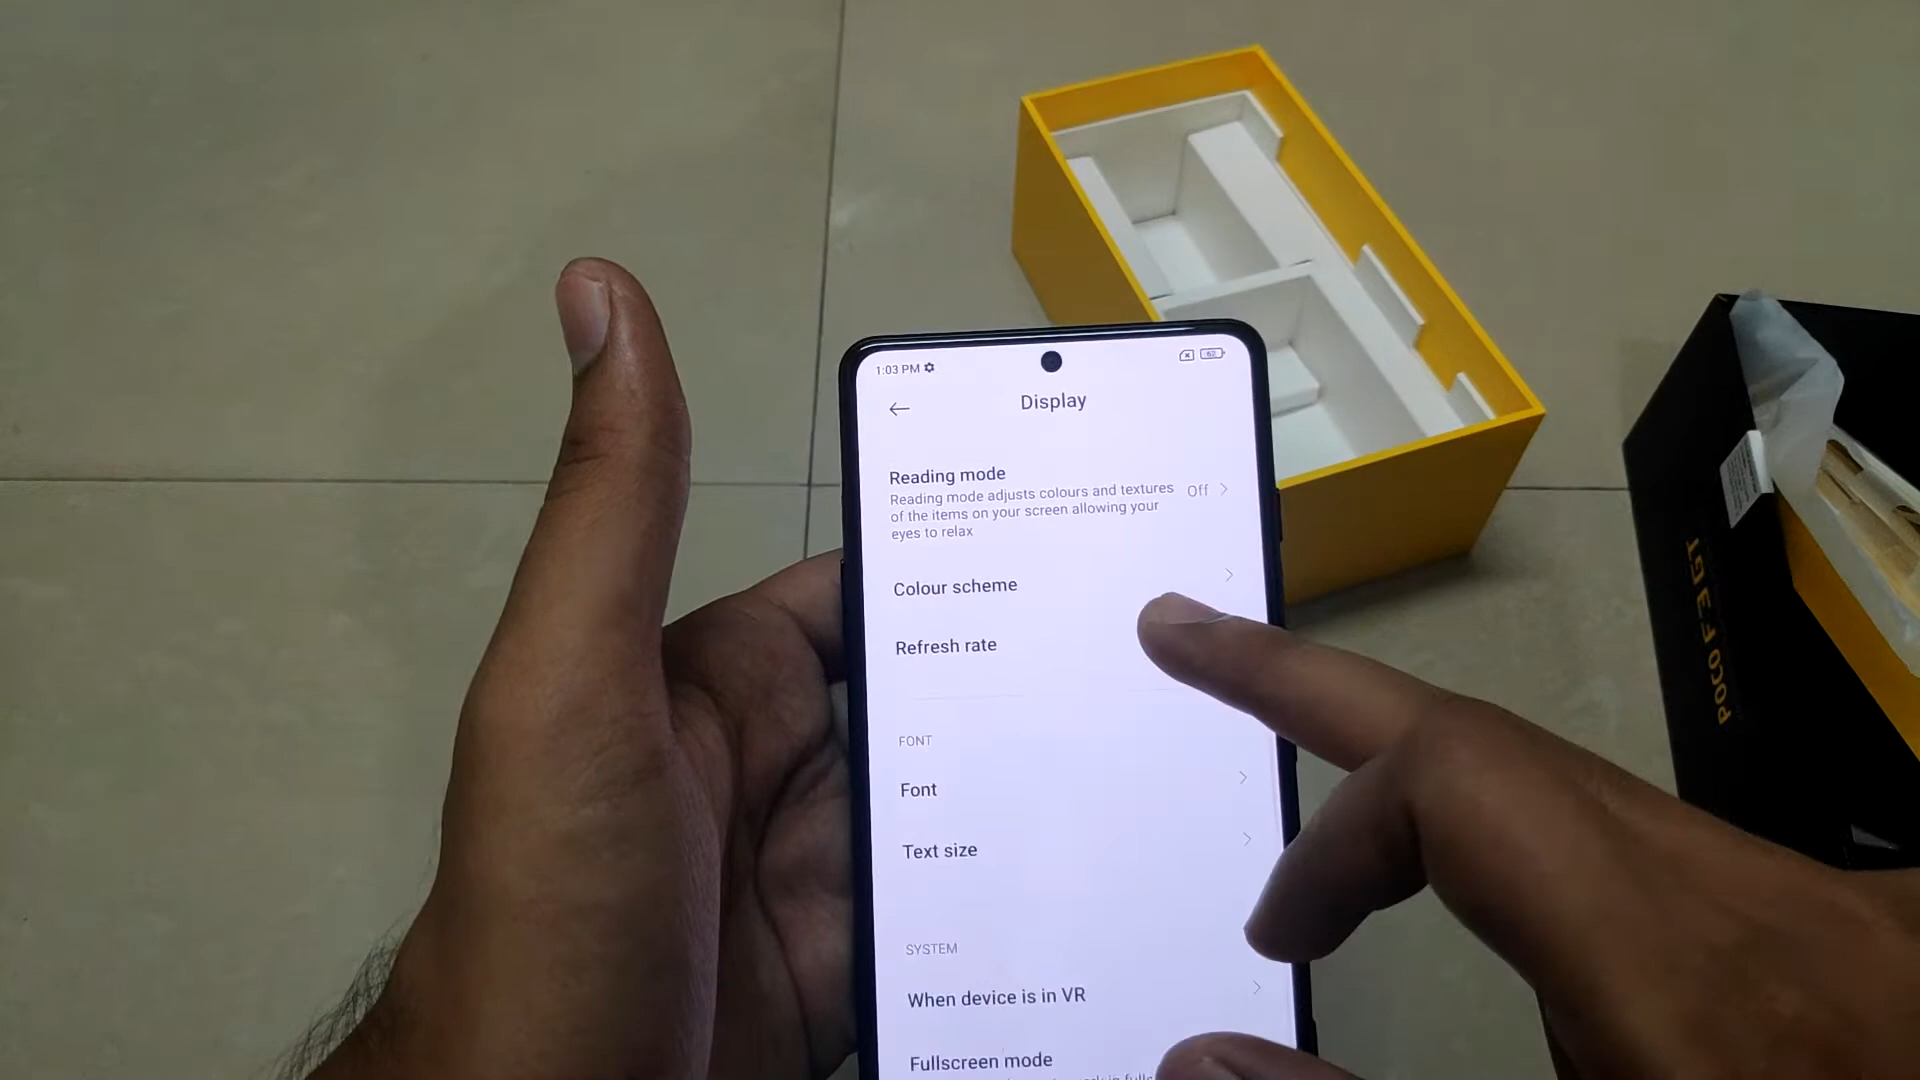 1:03 PM
62
Display
Reading mode
Reading mode adjusts colours and textures
of the items on your screen allowing your
eyes to relax
Off
Colour scheme
Refresh rate
FONT
Font
Text size
SYSTEM
When device is in VR
Fullscreen mode
POCO F3 GT